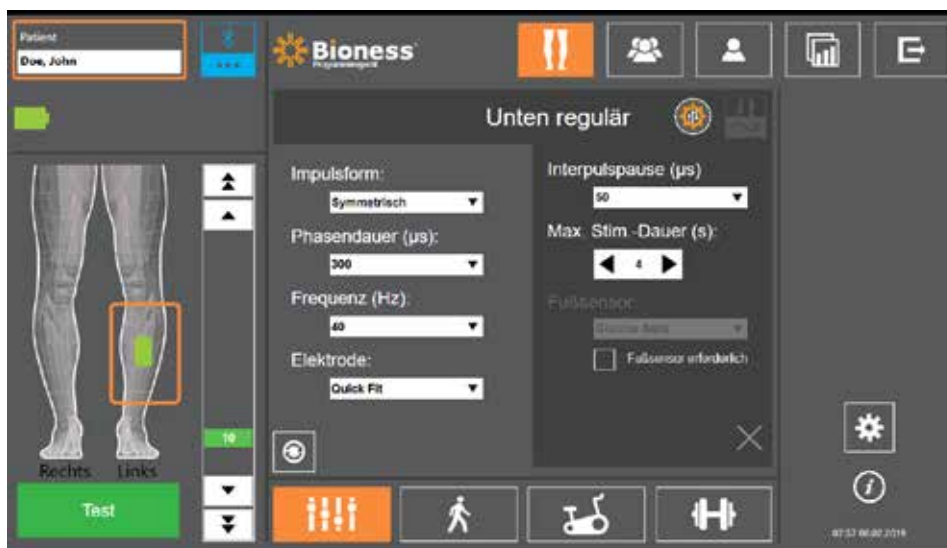 Patient
Doe, John
Bioness
Programmiergerät
Unten regulär
Impulsform:
Symmetrisch
Phasendauer (µs):
300
Frequenz (Hz):
40
Elektrode:
Quick Fit
Interpulspause (µs)
50
Max. Stim.-Dauer (s):
4
Fußsensor:
Fußsensor erforderlich
10
Rechts
Links
Test